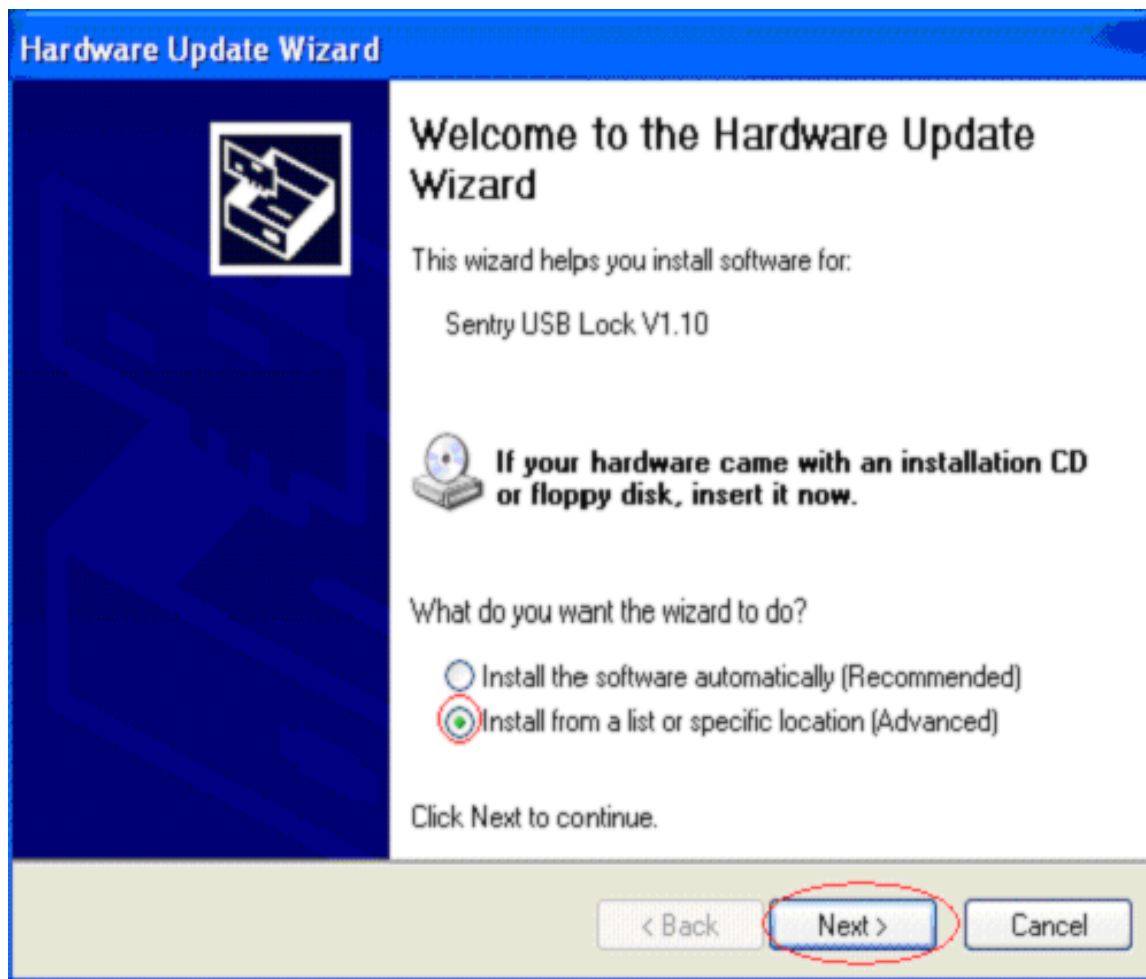 Hardware Update Wizard
Welcome to the Hardware Update
Wizard
This wizard helps you install software for:
Sentry USB Lock V1.10
If your hardware came with an installation CD
or floppy disk, insert it now.
What do you want the wizard to do?
Install the software automatically (Recommended)
Install from a list or specific location (Advanced)
Click Next to continue.
< Back Next > Cancel